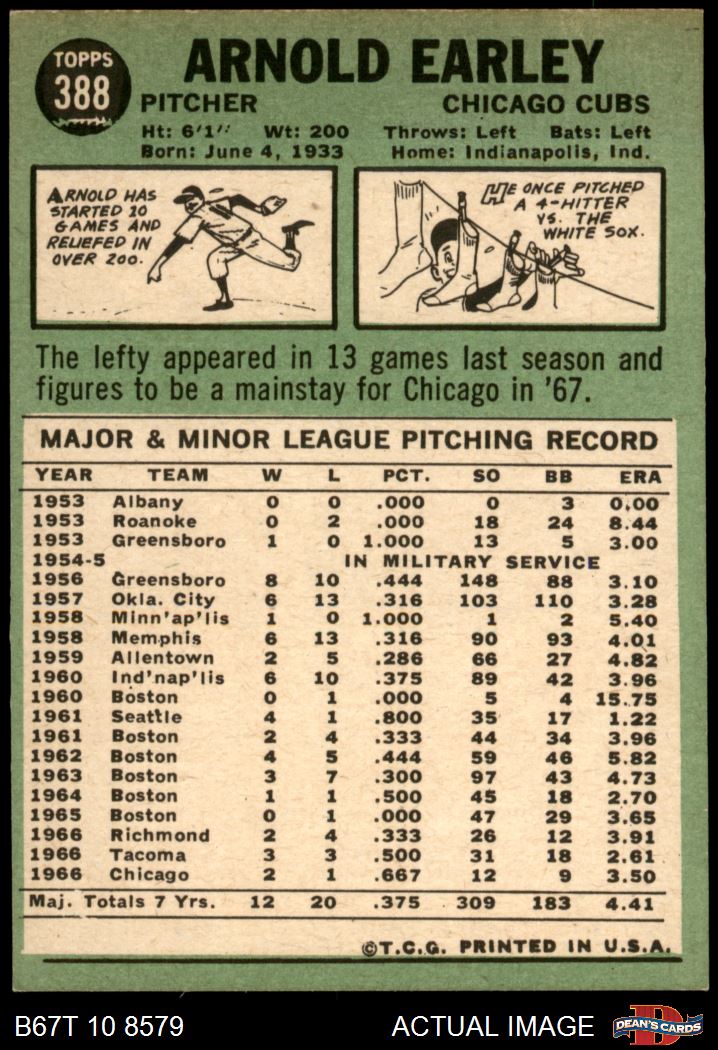 TOPPS
388
ARNOLD EARLEY
PITCHER CHICAGO CUBS
Ht: 6'1" Wt: 200 Throws: Left Bats: Left
Born: June 4, 1933 Home: Indianapolis, Ind.
ARNOLD HAS
STARTED 10
GAMES AND
RELIEFED IN
OVER 200.
HE ONCE PITCHED
A 4-HITTER
VS. THE
WHITE SOX.
The lefty appeared in 13 games last season and
figures to be a mainstay for Chicago in '67.
MAJOR & MINOR LEAGUE PITCHING RECORD
YEAR TEAM W L PCT. SO BB ERA
1953 Albany 0 0 .000 0 3 0.00
1953 Roanoke 0 2 .000 18 24 8.44
1953 Greensboro 1 0 1.000 13 5 3.00
1954-5 IN MILITARY SERVICE
1956 Greensboro 8 10 .444 148 88 3.10
1957 Okla. City 6 13 .316 103 110 3.28
1958 Minn'ap'lis 1 0 1.000 1 2 5.40
1958 Memphis 6 13 .316 90 93 4.01
1959 Allentown 2 5 .286 66 27 4.82
1960 Ind'nap'lis 6 10 .375 89 42 3.96
1960 Boston 0 1 .000 5 4 15.75
1961 Seattle 4 1 .800 35 17 1.22
1961 Boston 2 4 .333 44 34 3.96
1962 Boston 4 5 .444 59 46 5.82
1963 Boston 3 7 .300 97 43 4.73
1964 Boston 1 1 .500 45 18 2.70
1965 Boston 0 1 .000 47 29 3.65
1966 Richmond 2 4 .333 26 12 3.91
1966 Tacoma 3 3 .500 31 18 2.61
1966 Chicago 2 1 .667 12 9 3.50
Maj. Totals 7 Yrs. 12 20 .375 309 183 4.41
©T.C.G. PRINTED IN U.S.A.
B67T 10 8579 ACTUAL IMAGE DEAN'S CARDS